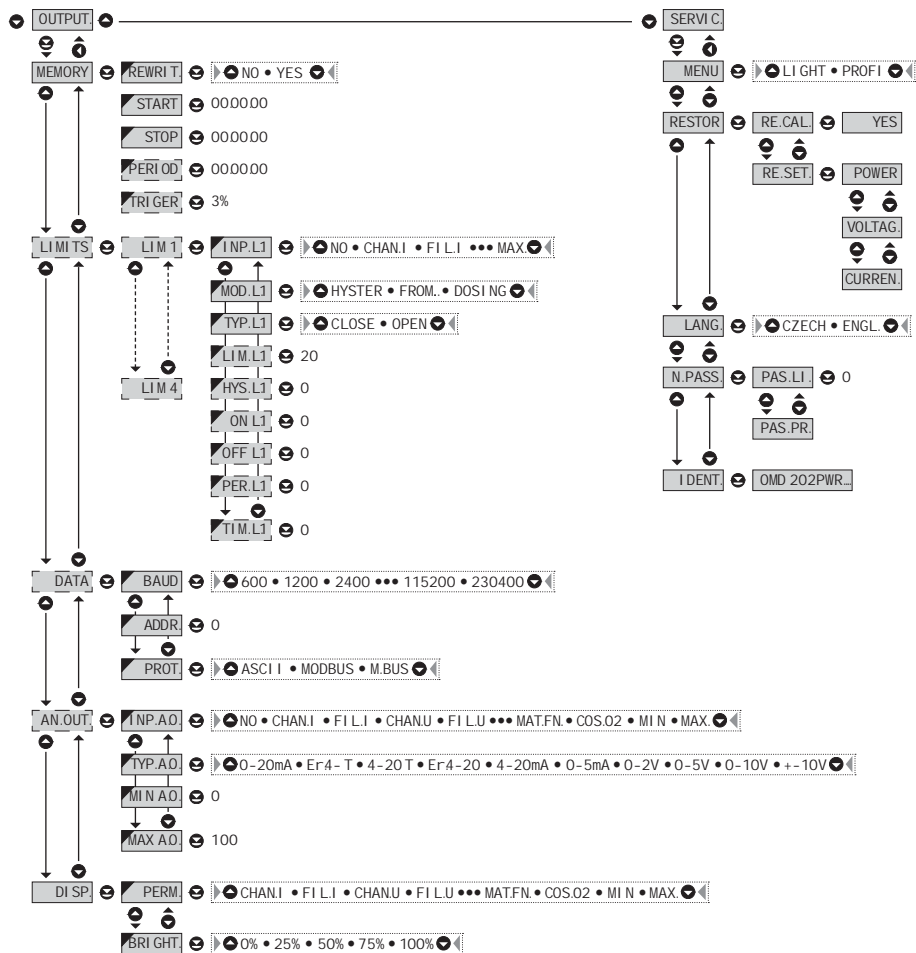 OUTPUT. SERVIC.
MEMORY REWRIT. NO • YES
START 00.00.00
STOP 00.00.00
PERIOD 00.00.00
TRIGER 3%
MENU LIGHT • PROFI
RESTOR RE.CAL. YES
RE.SET. POWER
VOLTAG.
CURREN.
LIMITS LIM 1 INP.L1 NO • CHAN.I • FIL.I ••• MAX.
MOD.L1 HYSTER • FROM.. • DOSING
TYP.L1 CLOSE • OPEN
LIM.L1 20
LIM 4 HYS.L1 0
ON L1 0
OFF L1 0
PER.L1 0
TIM.L1 0
LANG. CZECH • ENGL.
N.PASS. PAS.LI. 0
PAS.PR.
IDENT. OMD 202PWR...
DATA BAUD 600 • 1200 • 2400 ••• 115200 • 230400
ADDR. 0
PROT. ASCII • MODBUS • M.BUS
AN.OUT. INP.A.O. NO • CHAN.I • FIL.I • CHAN.U • FIL.U ••• MAT.FN. • COS.02 • MIN • MAX.
TYP.A.O. 0-20mA • Er4-T • 4-20 T • Er4-20 • 4-20mA • 0-5mA • 0-2V • 0-5V • 0-10V • +-10V
MIN A.O. 0
MAX A.O. 100
DISP. PERM. CHAN.I • FIL.I • CHAN.U • FIL.U ••• MAT.FN. • COS.02 • MIN • MAX.
BRIGHT. 0% • 25% • 50% • 75% • 100%